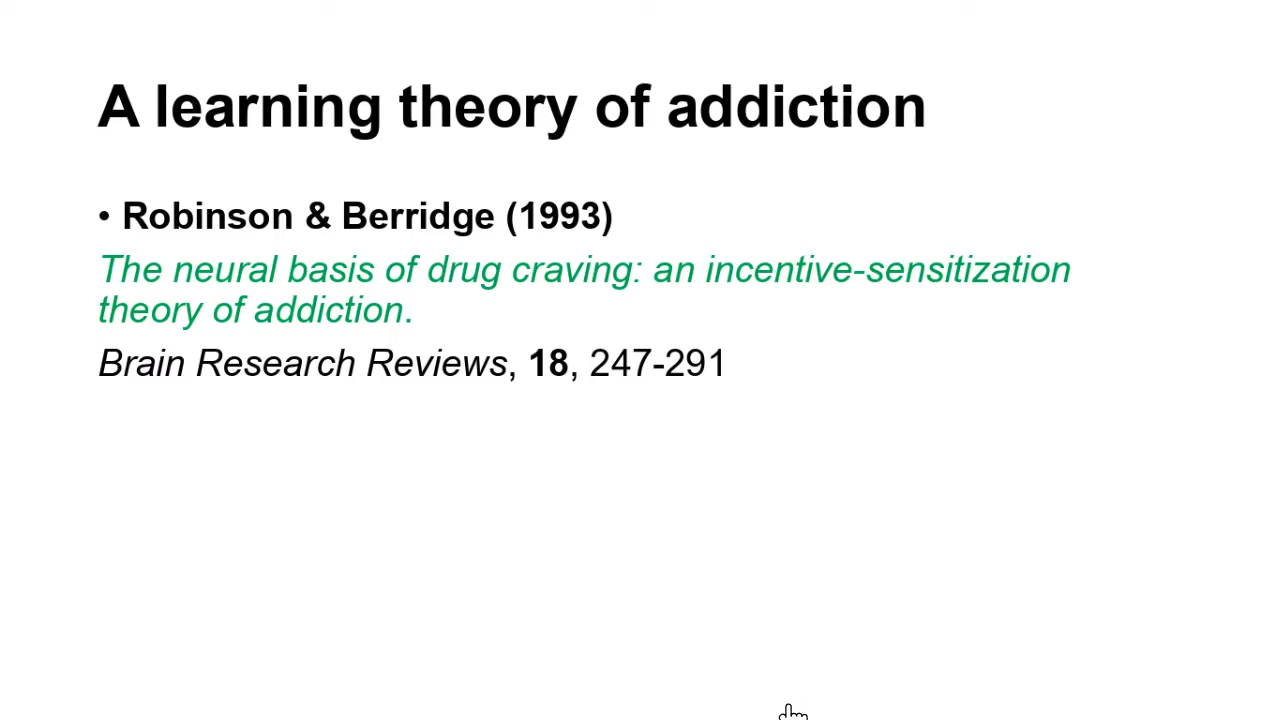 A learning theory of addiction
• Robinson & Berridge (1993)
The neural basis of drug craving: an incentive-sensitization
theory of addiction.
Brain Research Reviews, 18, 247-291